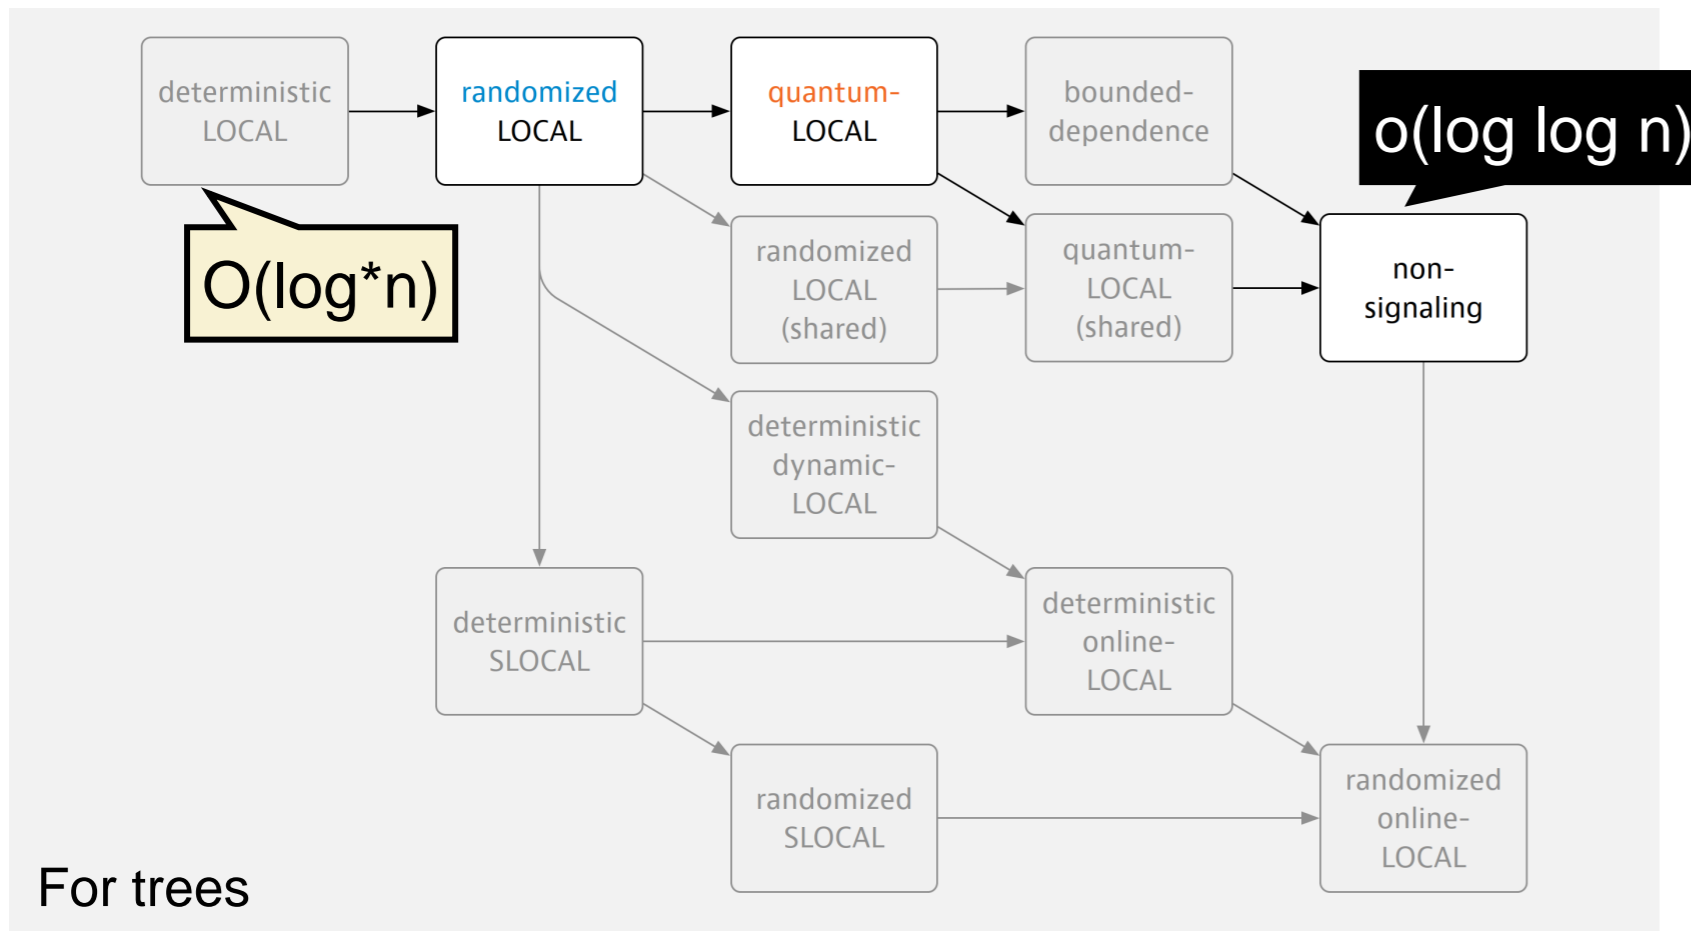 deterministic
LOCAL
randomized
LOCAL
quantum-
LOCAL
bounded-
dependence
o(log log n)
O(log*n)
randomized
LOCAL
(shared)
quantum-
LOCAL
(shared)
non-
signaling
deterministic
dynamic-
LOCAL
deterministic
SLOCAL
deterministic
online-
LOCAL
randomized
SLOCAL
randomized
online-
LOCAL
For trees